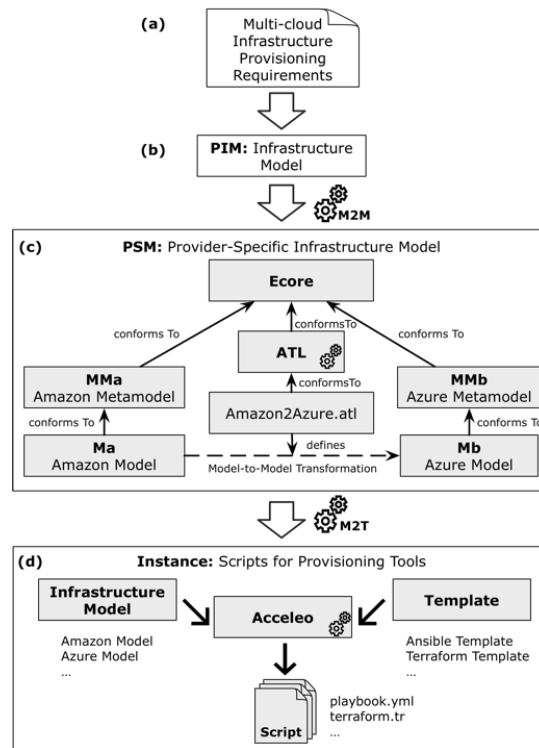 (a)
Multi-cloud
Infrastructure
Provisioning
Requirements
(b)
PIM: Infrastructure
Model
M2M
(c)
PSM: Provider-Specific Infrastructure Model
Ecore
conforms To
conformsTo
conforms To
ATL
MMa
Amazon Metamodel
conformsTo
MMb
Azure Metamodel
conforms To
Amazon2Azure.atl
conforms To
Ma
Amazon Model
defines
Model-to-Model Transformation
Mb
Azure Model
M2T
(d)
Instance: Scripts for Provisioning Tools
Infrastructure
Model
Acceleo
Template
Amazon Model
Azure Model
...
Ansible Template
Terraform Template
...
Script
playbook.yml
terraform.tr
...